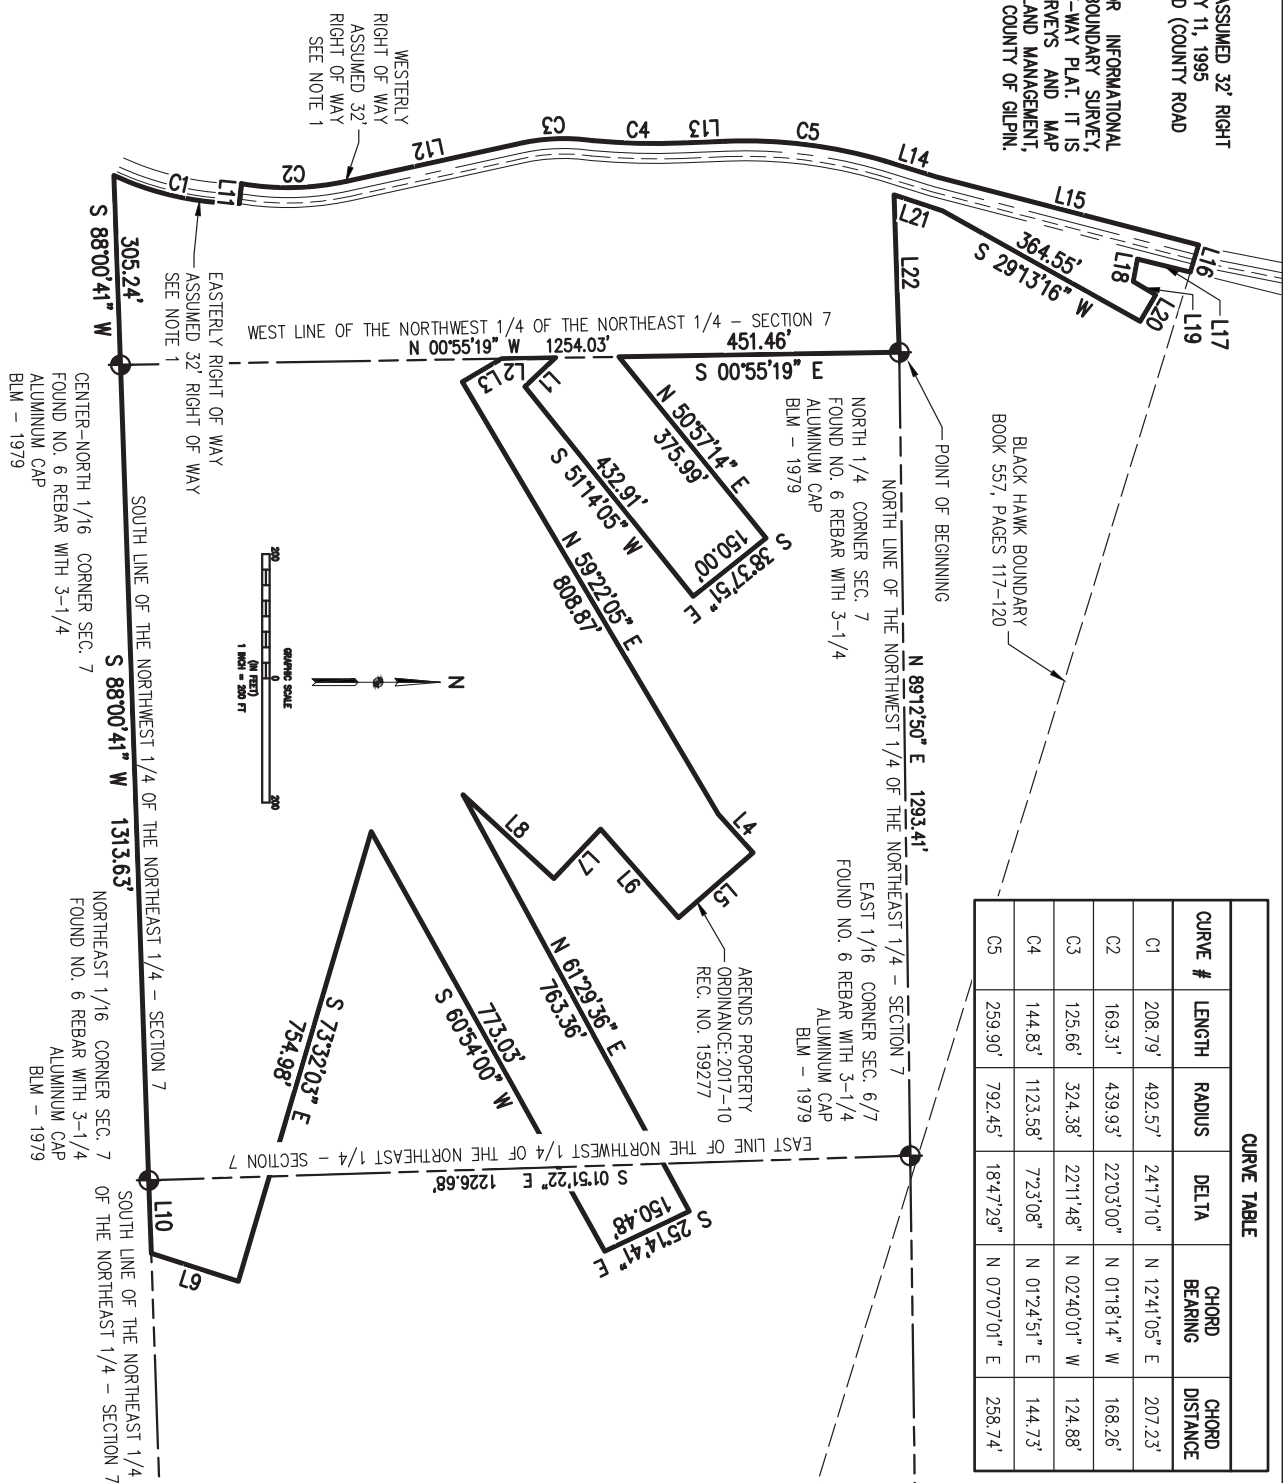 ASSUMED 32' RIGHT
Y 11, 1995
D (COUNTY ROAD
OR INFORMATIONAL
BOUNDARY SURVEY,
-WAY PLAT. IT IS
RVEYS AND MAP
LAND MANAGEMENT,
COUNTY OF GILPIN.
CURVE TABLE
CURVE # LENGTH RADIUS DELTA CHORD BEARING CHORD DISTANCE
C1 208.79' 492.57' 24°17'10" N 12°41'05" E 207.23'
C2 169.31' 439.93' 22°03'00" N 01°18'14" W 168.26'
C3 125.66' 324.38' 22°11'48" N 02°40'01" W 124.88'
C4 144.83' 1123.58' 7°23'08" N 01°24'51" E 144.73'
C5 259.90' 792.45' 18°47'29" N 07°07'01" E 258.74'
BLACK HAWK BOUNDARY
BOOK 557, PAGES 117-120
L16
L17
L18
L19
L20
L15
364.55'
S 29°13'16" W
L14
L21
L22
POINT OF BEGINNING
N 89°12'50" E 1293.41'
NORTH LINE OF THE NORTHWEST 1/4 OF THE NORTHEAST 1/4 - SECTION 7
NORTH 1/4 CORNER SEC. 7
FOUND NO. 6 REBAR WITH 3-1/4
ALUMINUM CAP
BLM - 1979
EAST 1/16 CORNER SEC. 6/7
FOUND NO. 6 REBAR WITH 3-1/4
ALUMINUM CAP
BLM - 1979
C5
L13
C4
C3
L12
C2
L11
C1
WESTERLY
RIGHT OF WAY
ASSUMED 32'
RIGHT OF WAY
SEE NOTE 1
451.46'
S 00°55'19" E
WEST LINE OF THE NORTHWEST 1/4 OF THE NORTHEAST 1/4 - SECTION 7
N 00°55'19" W 1254.03'
N 50°57'14" E
375.99'
S 38°37'51" E
150.00'
432.91'
S 51°14'05" W
L1
L2
L3
N 59°22'05" E
808.87'
L4
L5
L6
L7
L8
ARENDS PROPERTY
ORDINANCE: 2017-10
REC. NO. 159277
N 61°29'36" E
763.36'
S 25°14'41" E
150.48'
773.03'
S 60°54'00" W
EAST LINE OF THE NORTHWEST 1/4 OF THE NORTHEAST 1/4 - SECTION 7
S 01°51'22" E 1226.68'
S 73°32'03" E
754.98'
L9
L10
N
GRAPHIC SCALE
200 0 200
(IN FEET)
1 INCH = 200 FT
EASTERLY RIGHT OF WAY
ASSUMED 32' RIGHT OF WAY
SEE NOTE 1
305.24'
S 88°00'41" W
SOUTH LINE OF THE NORTHWEST 1/4 OF THE NORTHEAST 1/4 - SECTION 7
S 88°00'41" W 1313.63'
CENTER-NORTH 1/16 CORNER SEC. 7
FOUND NO. 6 REBAR WITH 3-1/4
ALUMINUM CAP
BLM - 1979
NORTHEAST 1/16 CORNER SEC. 7
FOUND NO. 6 REBAR WITH 3-1/4
ALUMINUM CAP
BLM - 1979
SOUTH LINE OF THE NORTHEAST 1/4
OF THE NORTHEAST 1/4 - SECTION 7